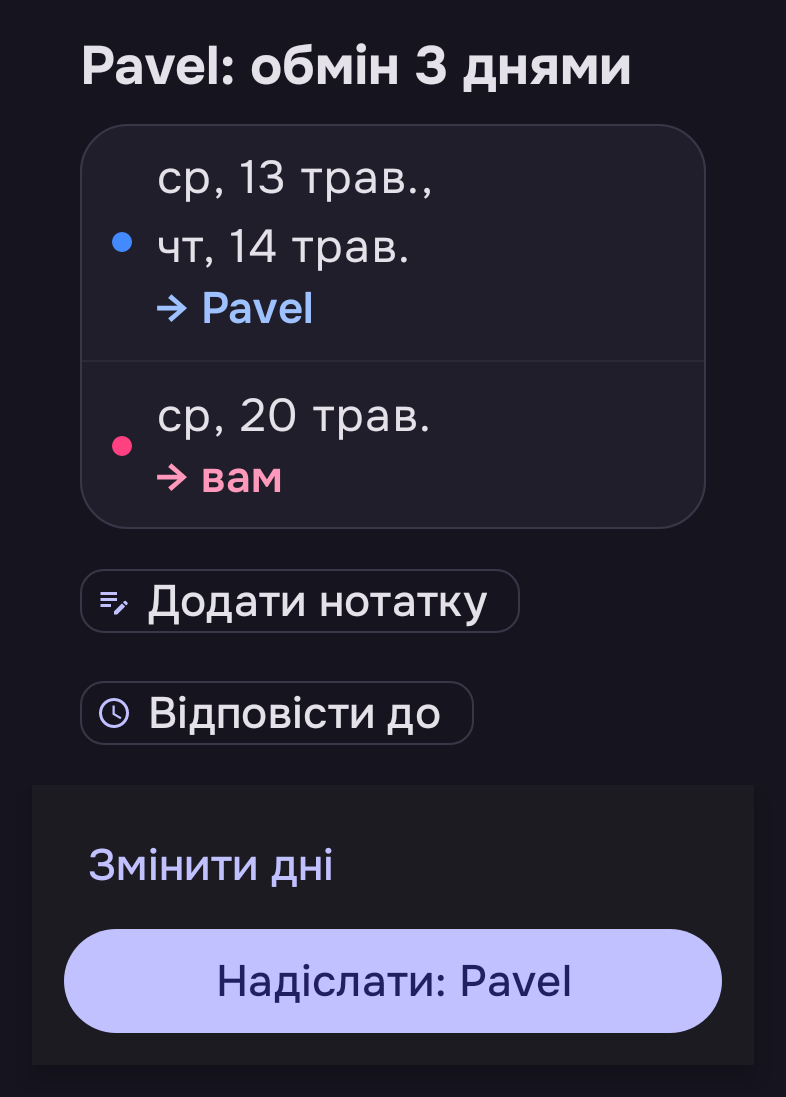 Pavel: обмін 3 днями
ср, 13 трав.,
чт, 14 трав.
→ Pavel
ср, 20 трав.
→ вам
Додати нотатку
Відповісти до
Змінити дні
Надіслати: Pavel